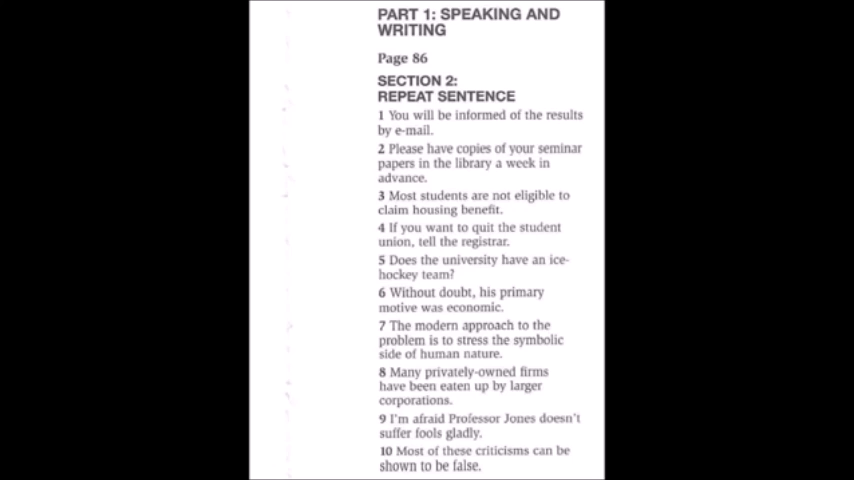 PART 1: SPEAKING AND
WRITING
Page 86
SECTION 2:
REPEAT SENTENCE
1 You will be informed of the results
by e-mail.
2 Please have copies of your seminar
papers in the library a week in
advance.
3 Most students are not eligible to
claim housing benefit.
4 If you want to quit the student
union, tell the registrar.
5 Does the university have an ice-
hockey team?
6 Without doubt, his primary
motive was economic.
7 The modern approach to the
problem is to stress the symbolic
side of human nature.
8 Many privately-owned firms
have been eaten up by larger
corporations.
9 I'm afraid Professor Jones doesn't
suffer fools gladly.
10 Most of these criticisms can be
shown to be false.